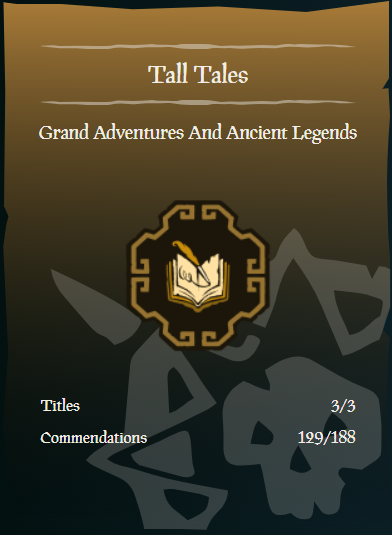 Tall Tales
Grand Adventures And Ancient Legends
Titles 3/3
Commendations 199/188